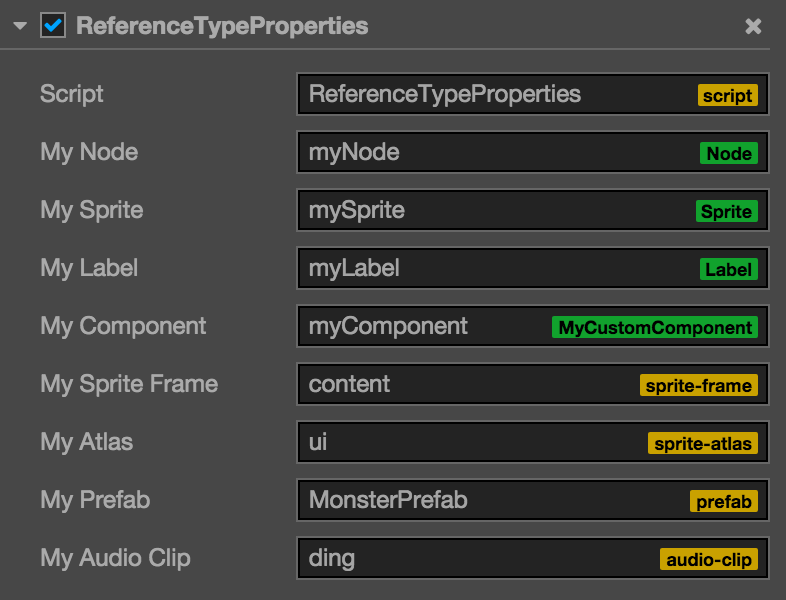 ReferenceTypeProperties
Script ReferenceTypeProperties script
My Node myNode Node
My Sprite mySprite Sprite
My Label myLabel Label
My Component myComponent MyCustomComponent
My Sprite Frame content sprite-frame
My Atlas ui sprite-atlas
My Prefab MonsterPrefab prefab
My Audio Clip ding audio-clip